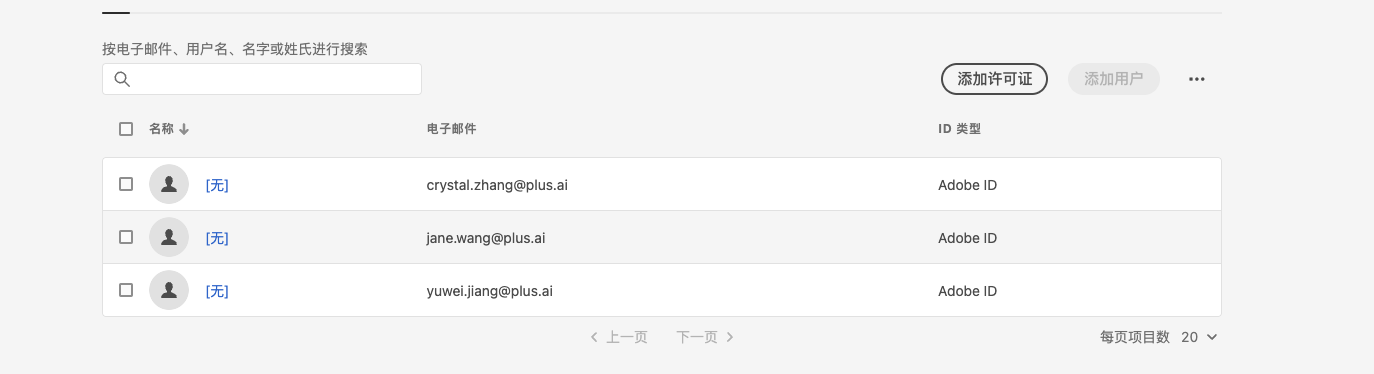 按电子邮件、用户名、名字或姓氏进行搜索
添加许可证 添加用户
名称 电子邮件 ID 类型
[无] crystal.zhang@plus.ai Adobe ID
[无] jane.wang@plus.ai Adobe ID
[无] yuwei.jiang@plus.ai Adobe ID
上一页 下一页 每页项目数 20